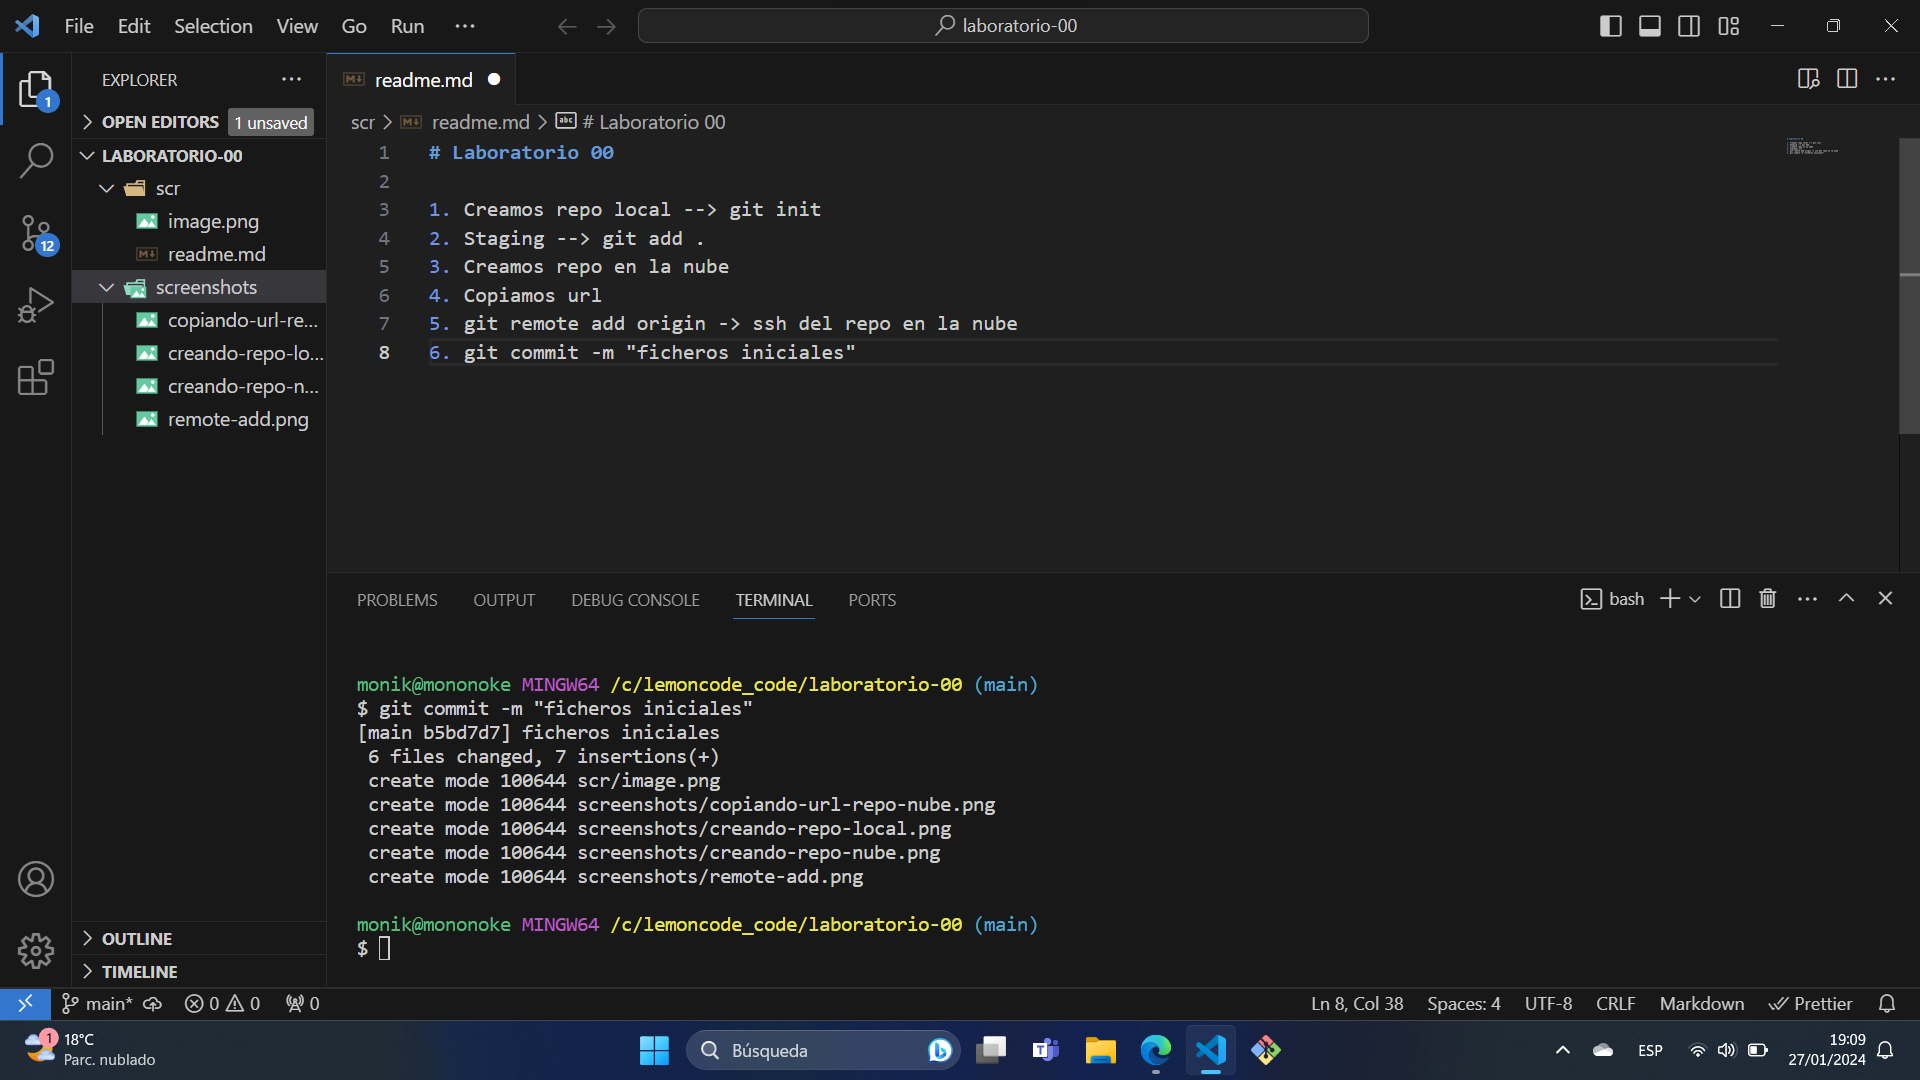 File Edit Selection View Go Run ···
laboratorio-00
EXPLORER
OPEN EDITORS 1 unsaved
LABORATORIO-00
scr
image.png
readme.md
screenshots
copiando-url-re...
creando-repo-lo...
creando-repo-n...
remote-add.png
OUTLINE
TIMELINE
1
12
readme.md
scr > readme.md > # Laboratorio 00
1 # Laboratorio 00
2
3 1. Creamos repo local --> git init
4 2. Staging --> git add .
5 3. Creamos repo en la nube
6 4. Copiamos url
7 5. git remote add origin -> ssh del repo en la nube
8 6. git commit -m "ficheros iniciales"
PROBLEMS OUTPUT DEBUG CONSOLE TERMINAL PORTS
bash
monik@mononoke MINGW64 /c/lemoncode_code/laboratorio-00 (main)
$ git commit -m "ficheros iniciales"
[main b5bd7d7] ficheros iniciales
6 files changed, 7 insertions(+)
create mode 100644 scr/image.png
create mode 100644 screenshots/copiando-url-repo-nube.png
create mode 100644 screenshots/creando-repo-local.png
create mode 100644 screenshots/creando-repo-nube.png
create mode 100644 screenshots/remote-add.png
monik@mononoke MINGW64 /c/lemoncode_code/laboratorio-00 (main)
$
main* 0 0 0
Ln 8, Col 38 Spaces: 4 UTF-8 CRLF Markdown Prettier
1
18°C
Parc. nublado
Búsqueda
ESP
19:09
27/01/2024